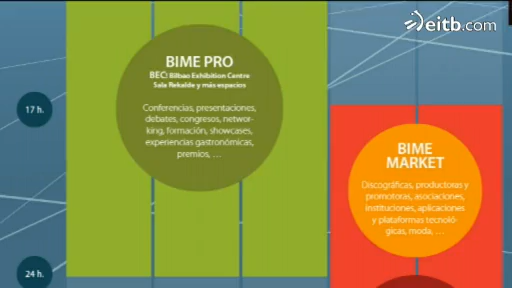 eitb.com
BIME PRO
BEC! Bilbao Exhibition Centre
Sala Rekalde y más espacios
Conferencias, presentaciones,
debates, congresos, networ-
king, formación, showcases,
experiencias gastronómicas,
premios, ...
17 h.
BIME
MARKET
Discográficas, productoras y
promotoras, asociaciones,
instituciones, aplicaciones
y plataformas tecnoló-
gicas, moda, ...
24 h.